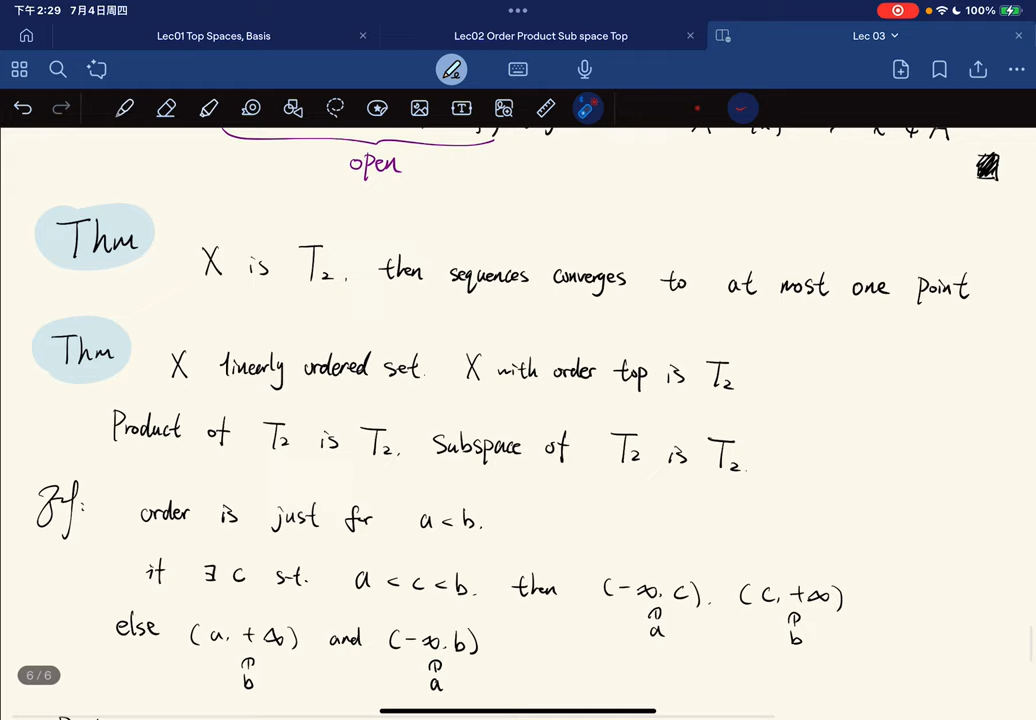 下午2:29 7月4日周四
100%
Lec01 Top Spaces, Basis
Lec02 Order Product Sub space Top
Lec 03
open
Thm
X is T₂. then sequences converges to at most one point
Thm
X linearly ordered set. X with order top is T₂
Product of T₂ is T₂. Subspace of T₂ is T₂.
pf:
order is just for a < b.
if ∃ c s.t. a < c < b. then (-∞, c). (c, +∞)
a b
else (a, +∞) and (-∞, b)
b a
6 / 6